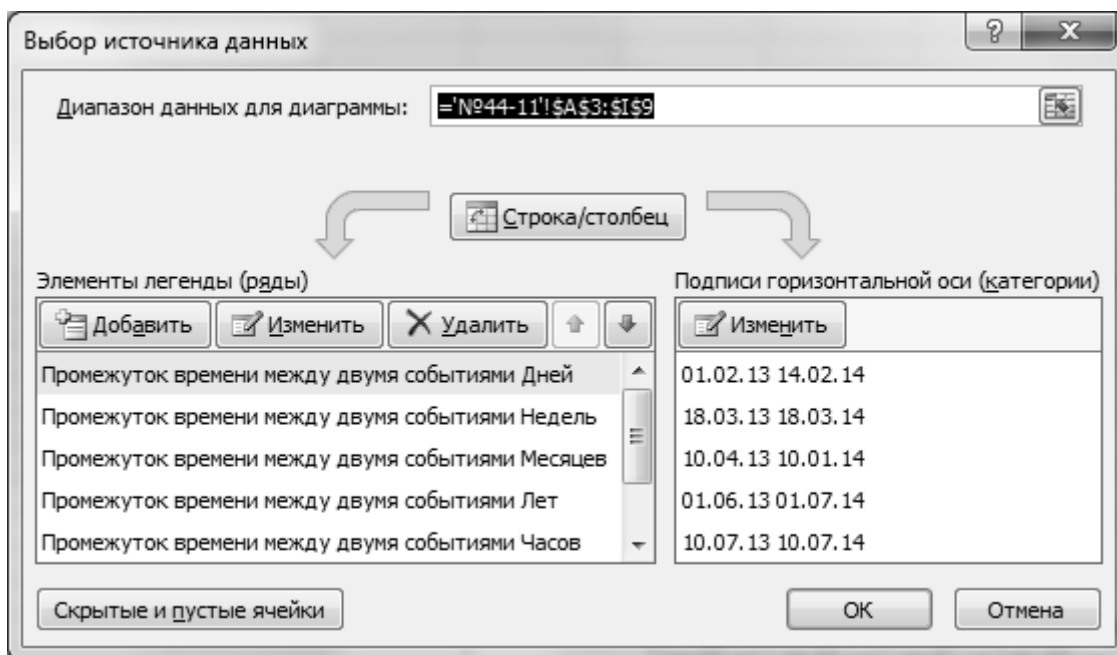 Выбор источника данных
Диапазон данных для диаграммы: ='№44-11'!$A$3:$I$9
Строка/столбец
Элементы легенды (ряды)
Добавить Изменить Удалить
Промежуток времени между двумя событиями Дней
Промежуток времени между двумя событиями Недель
Промежуток времени между двумя событиями Месяцев
Промежуток времени между двумя событиями Лет
Промежуток времени между двумя событиями Часов
Подписи горизонтальной оси (категории)
Изменить
01.02.13 14.02.14
18.03.13 18.03.14
10.04.13 10.01.14
01.06.13 01.07.14
10.07.13 10.07.14
Скрытые и пустые ячейки
ОК
Отмена